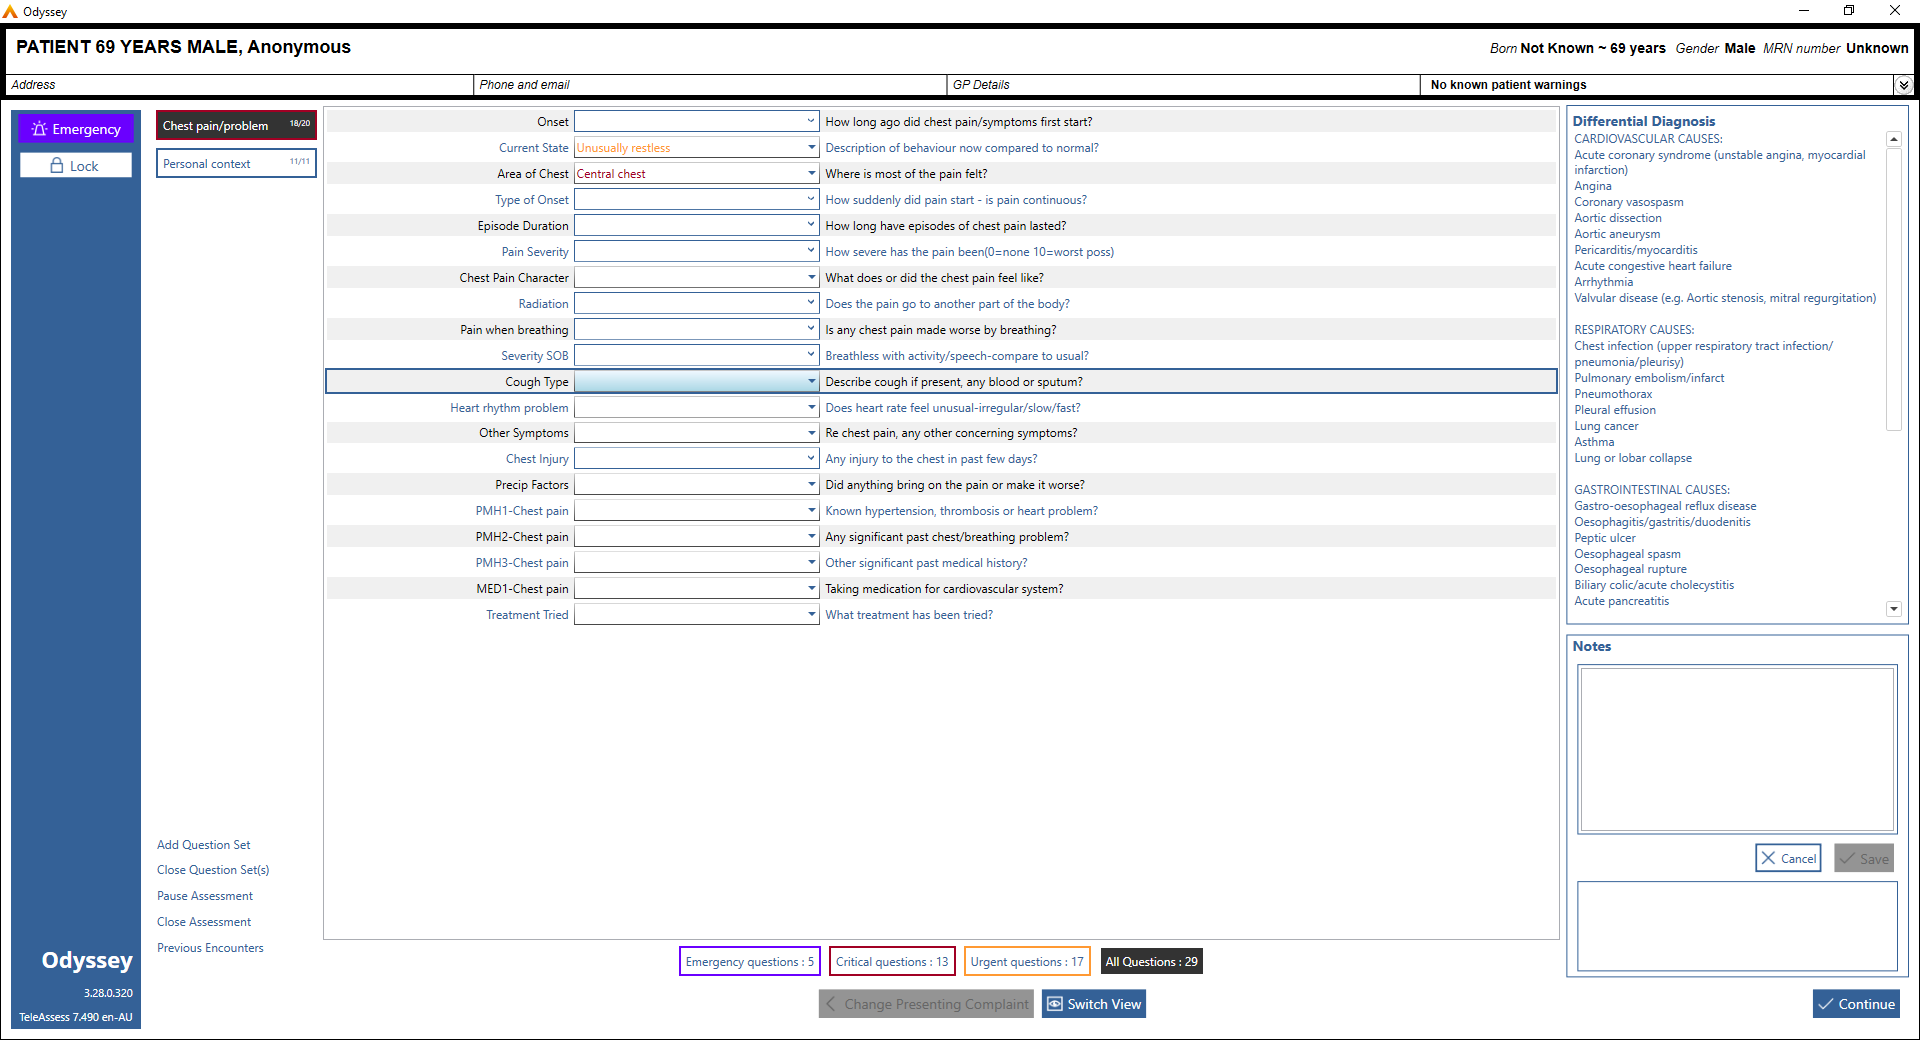 Odyssey
PATIENT 69 YEARS MALE, Anonymous
Born Not Known ~ 69 years Gender Male MRN number Unknown
Address
Phone and email
GP Details
No known patient warnings
Emergency
Lock
Chest pain/problem 18/20
Personal context 11/11
Onset How long ago did chest pain/symptoms first start?
Current State Unusually restless Description of behaviour now compared to normal?
Area of Chest Central chest Where is most of the pain felt?
Type of Onset How suddenly did pain start - is pain continuous?
Episode Duration How long have episodes of chest pain lasted?
Pain Severity How severe has the pain been(0=none 10=worst poss)
Chest Pain Character What does or did the chest pain feel like?
Radiation Does the pain go to another part of the body?
Pain when breathing Is any chest pain made worse by breathing?
Severity SOB Breathless with activity/speech-compare to usual?
Cough Type Describe cough if present, any blood or sputum?
Heart rhythm problem Does heart rate feel unusual-irregular/slow/fast?
Other Symptoms Re chest pain, any other concerning symptoms?
Chest Injury Any injury to the chest in past few days?
Precip Factors Did anything bring on the pain or make it worse?
PMH1-Chest pain Known hypertension, thrombosis or heart problem?
PMH2-Chest pain Any significant past chest/breathing problem?
PMH3-Chest pain Other significant past medical history?
MED1-Chest pain Taking medication for cardiovascular system?
Treatment Tried What treatment has been tried?
Differential Diagnosis
CARDIOVASCULAR CAUSES:
Acute coronary syndrome (unstable angina, myocardial
infarction)
Angina
Coronary vasospasm
Aortic dissection
Aortic aneurysm
Pericarditis/myocarditis
Acute congestive heart failure
Arrhythmia
Valvular disease (e.g. Aortic stenosis, mitral regurgitation)
RESPIRATORY CAUSES:
Chest infection (upper respiratory tract infection/
pneumonia/pleurisy)
Pulmonary embolism/infarct
Pneumothorax
Pleural effusion
Lung cancer
Asthma
Lung or lobar collapse
GASTROINTESTINAL CAUSES:
Gastro-oesophageal reflux disease
Oesophagitis/gastritis/duodenitis
Peptic ulcer
Oesophageal spasm
Oesophageal rupture
Biliary colic/acute cholecystitis
Acute pancreatitis
Notes
Cancel
Save
Add Question Set
Close Question Set(s)
Pause Assessment
Close Assessment
Previous Encounters
Odyssey
3.28.0.320
TeleAssess 7.490 en-AU
Emergency questions : 5
Critical questions : 13
Urgent questions : 17
All Questions : 29
Change Presenting Complaint
Switch View
Continue